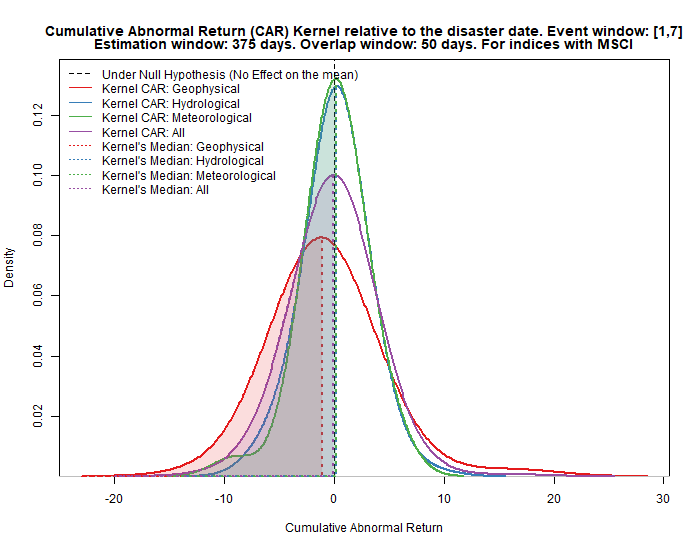 Cumulative Abnormal Return (CAR) Kernel relative to the disaster date. Event window: [1,7]
Estimation window: 375 days. Overlap window: 50 days. For indices with MSCI
Under Null Hypothesis (No Effect on the mean)
Kernel CAR: Geophysical
Kernel CAR: Hydrological
Kernel CAR: Meteorological
Kernel CAR: All
Kernel's Median: Geophysical
Kernel's Median: Hydrological
Kernel's Median: Meteorological
Kernel's Median: All
Density
0.12
0.10
0.08
0.06
0.04
0.02
-20 -10 0 10 20 30
Cumulative Abnormal Return